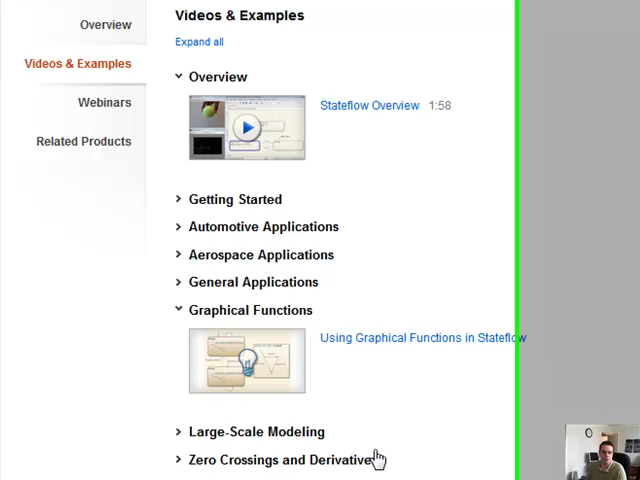 Overview
Videos & Examples
Webinars
Related Products
Videos & Examples
Expand all
Overview
Stateflow Overview 1:58
Getting Started
Automotive Applications
Aerospace Applications
General Applications
Graphical Functions
Using Graphical Functions in Stateflow
Large-Scale Modeling
Zero Crossings and Derivative